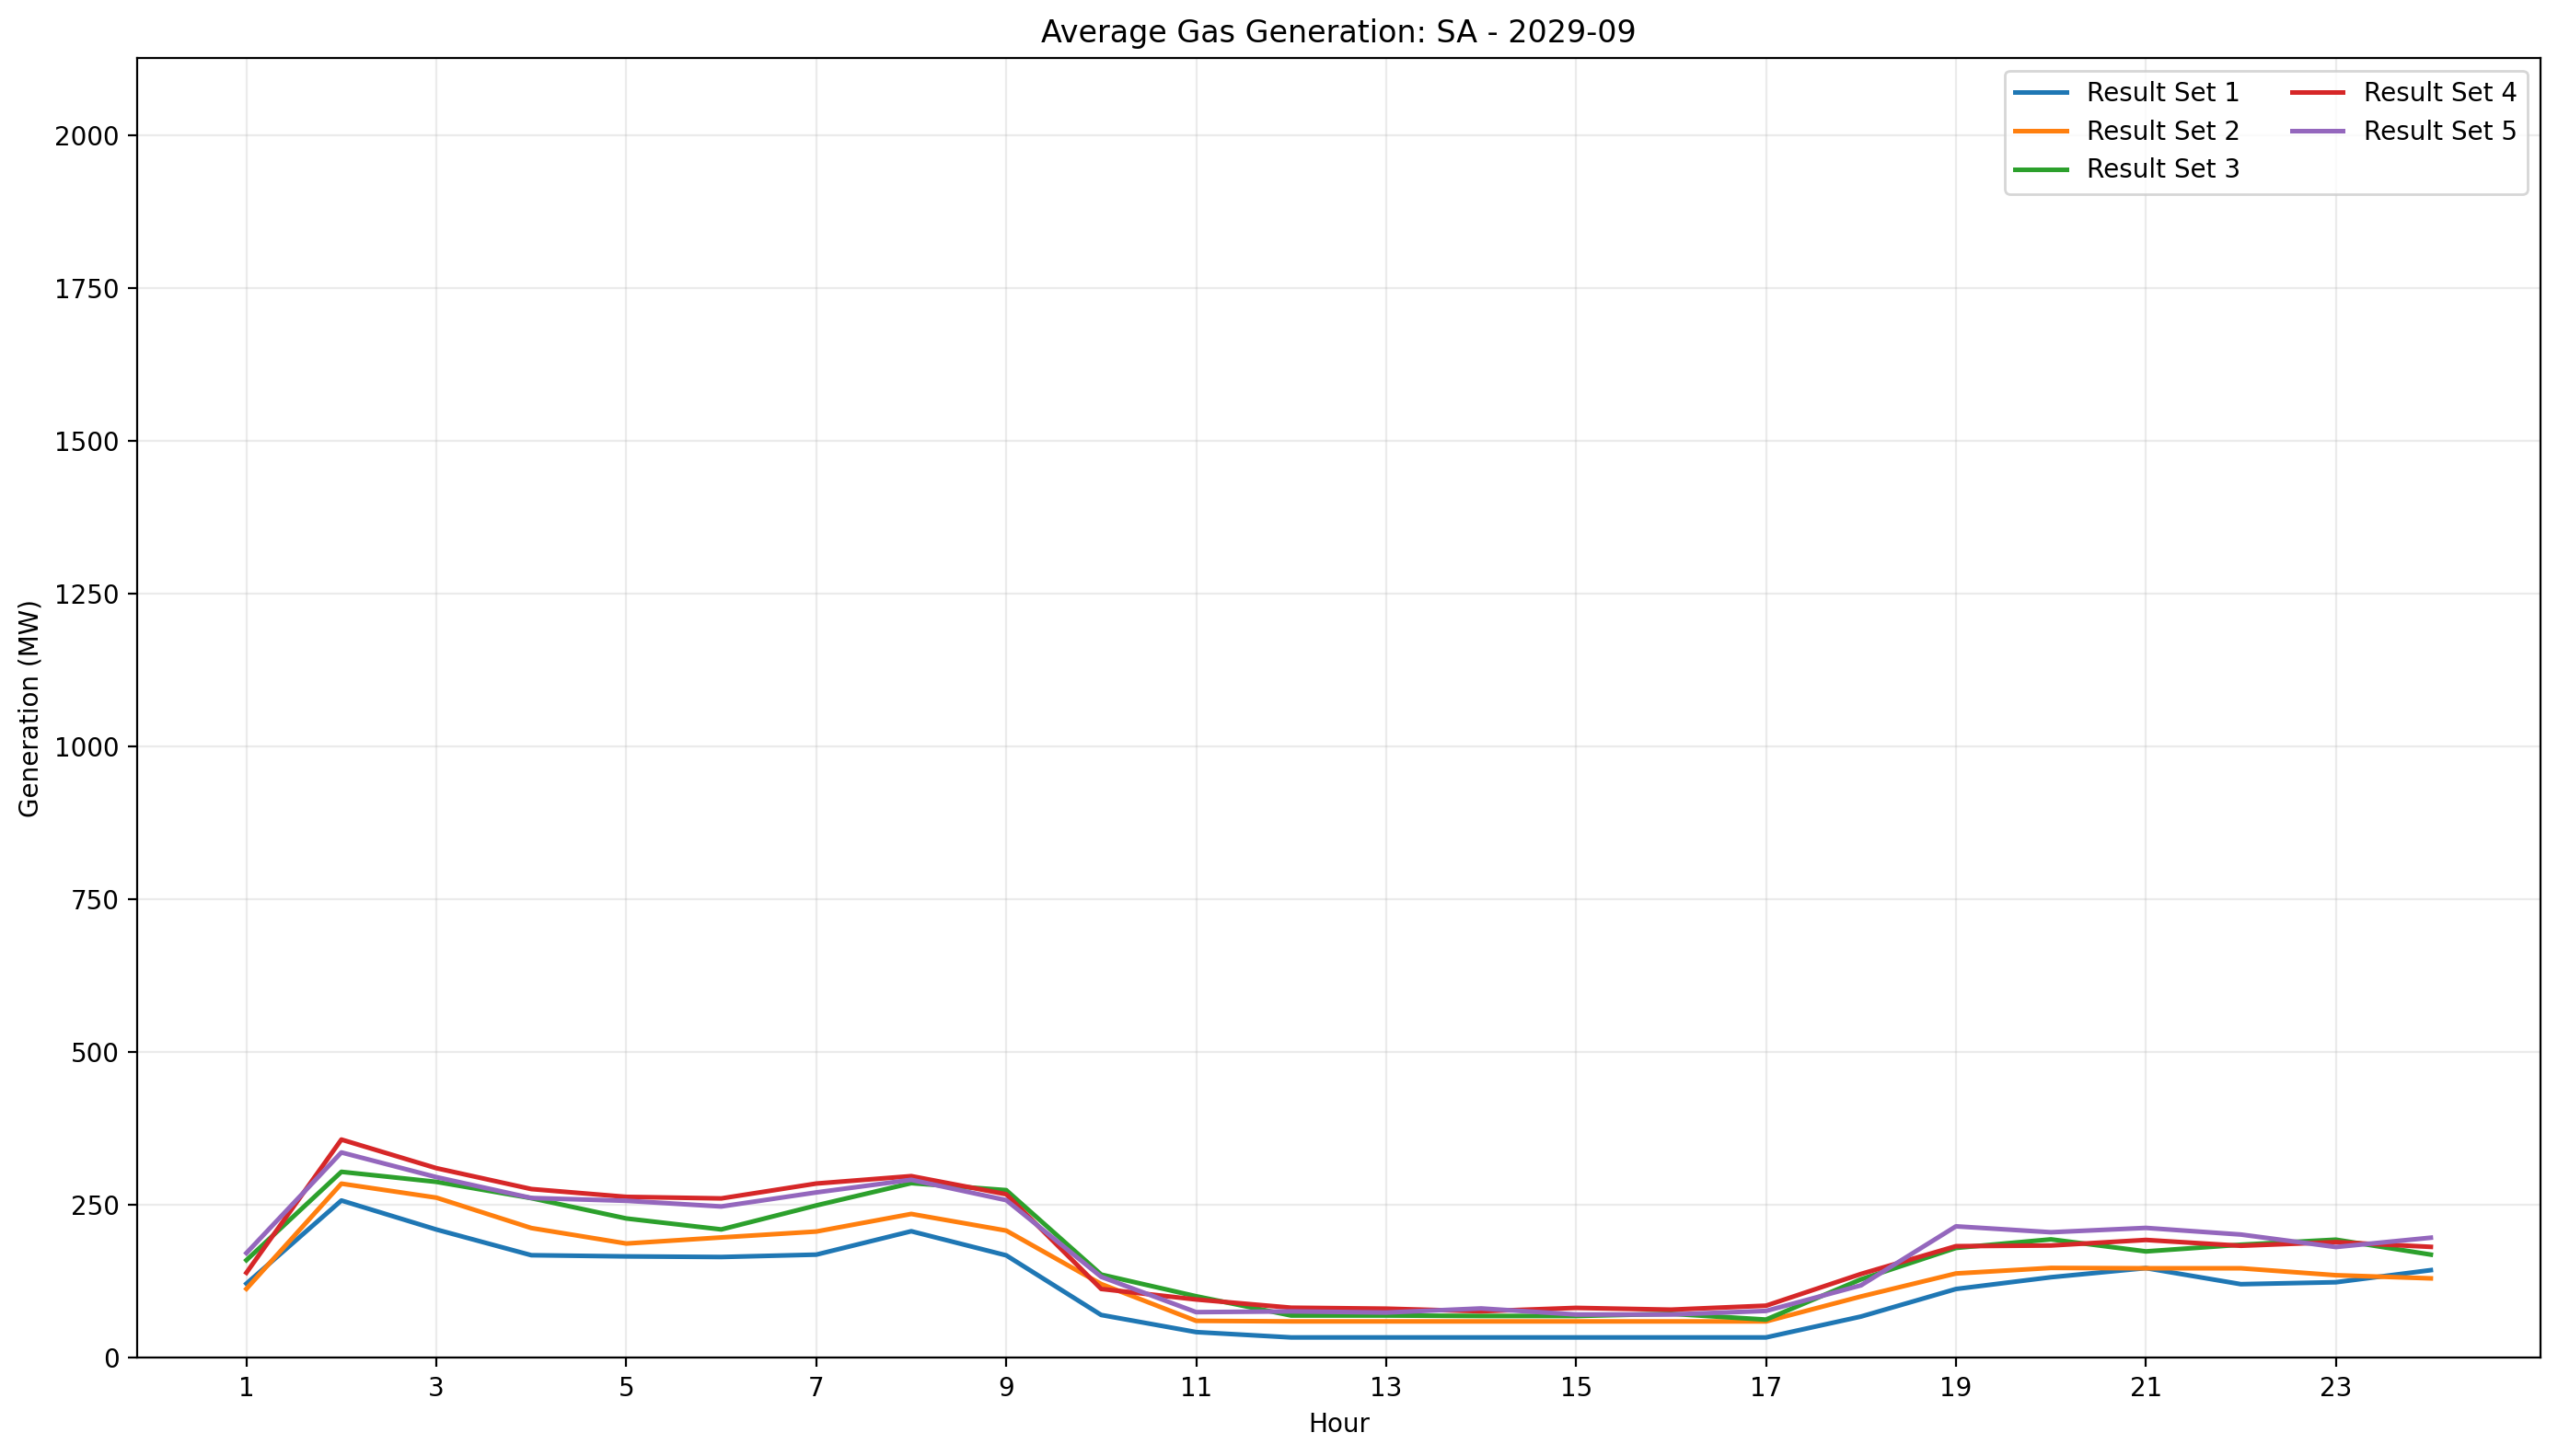 Average Gas Generation: SA - 2029-09
Result Set 1
Result Set 2
Result Set 3
Result Set 4
Result Set 5
Generation (MW)
2000
1750
1500
1250
1000
750
500
250
0
1 3 5 7 9 11 13 15 17 19 21 23
Hour